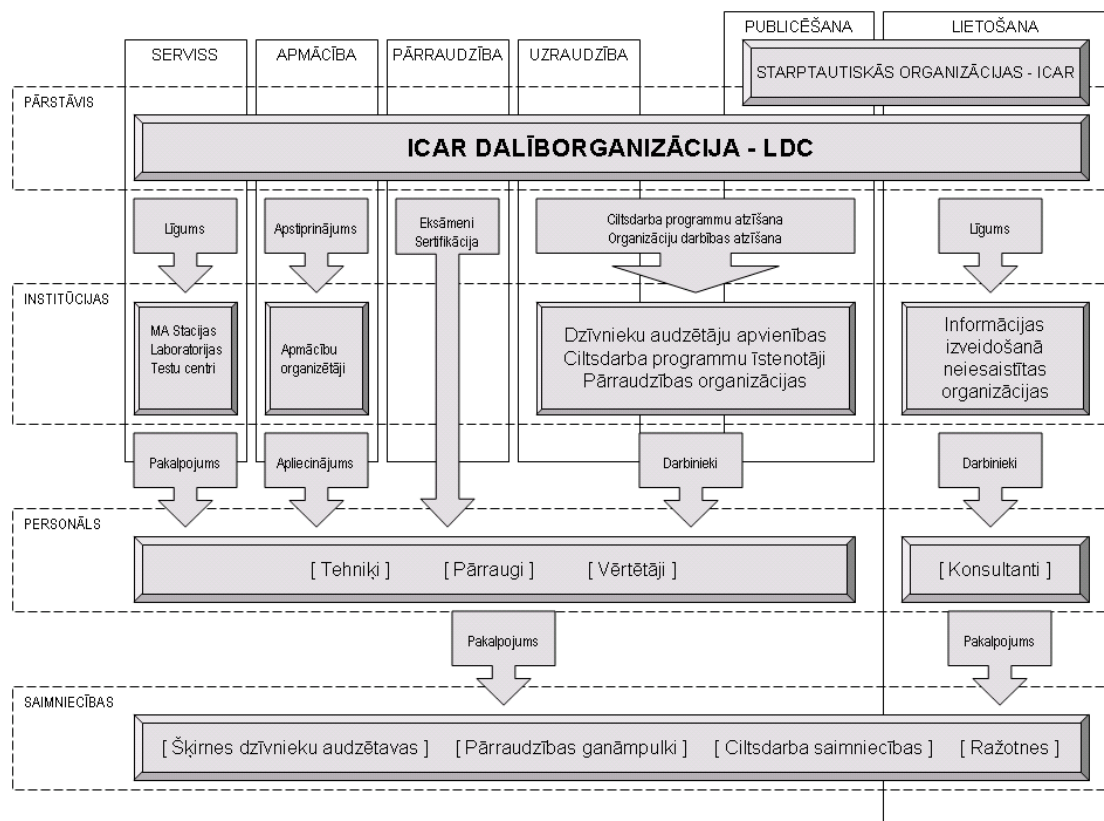 PUBLICĒŠANA
LIETOŠANA
SERVISS
APMĀCĪBA
PĀRRAUDZĪBA
UZRAUDZĪBA
STARPTAUTISKĀS ORGANIZĀCIJAS - ICAR
PĀRSTĀVIS
ICAR DALĪBORGANIZĀCIJA - LDC
Līgums
Apstiprinājums
Eksāmeni
Sertifikācija
Ciltsdarba programmu atzīšana
Organizāciju darbības atzīšana
Līgums
INSTITŪCIJAS
MA Stacijas
Laboratorijas
Testu centri
Apmācību
organizētāji
Dzīvnieku audzētāju apvienības
Ciltsdarba programmu īstenotāji
Pārraudzības organizācijas
Informācijas
izveidošanā
neiesaistītas
organizācijas
Pakalpojums
Apliecinājums
Darbinieki
Darbinieki
PERSONĀLS
[ Tehniķi ] [ Pārraugi ] [ Vērtētāji ]
[ Konsultanti ]
Pakalpojums
Pakalpojums
SAIMNIECĪBAS
[ Šķirnes dzīvnieku audzētavas ] [ Pārraudzības ganāmpulki ] [ Ciltsdarba saimniecības ] [ Ražotnes ]